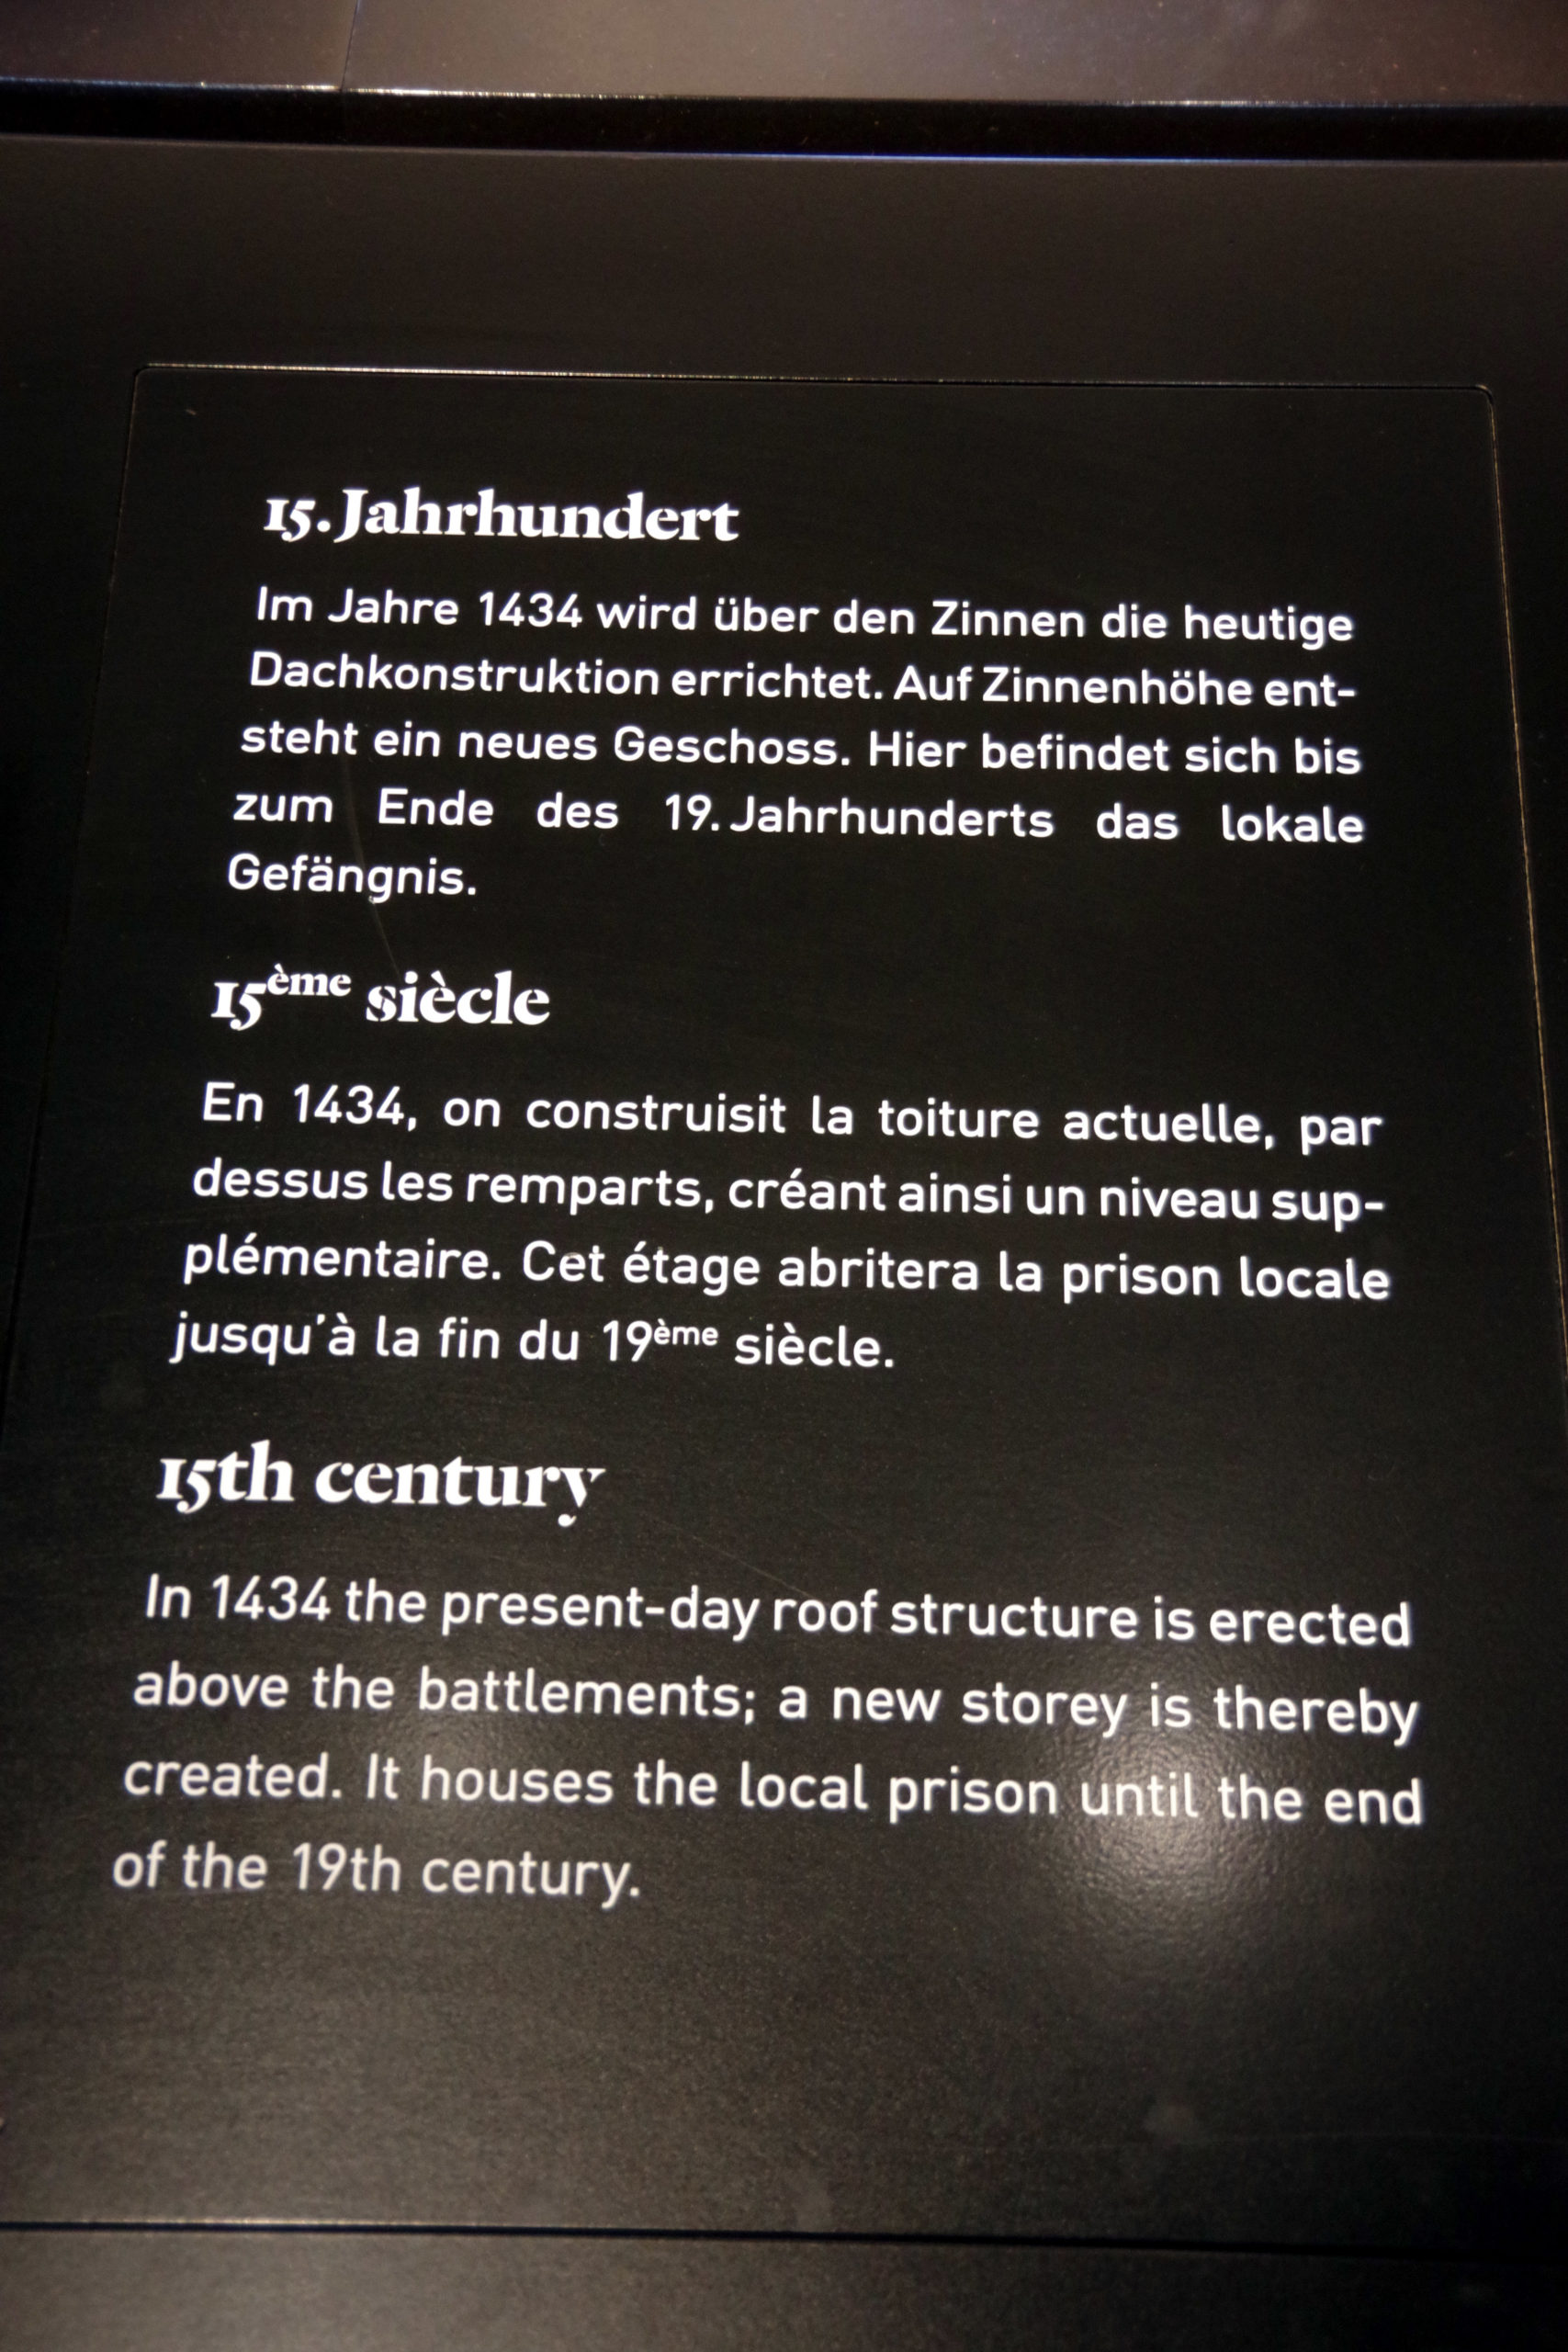 15. Jahrhundert
Im Jahre 1434 wird über den Zinnen die heutige
Dachkonstruktion errichtet. Auf Zinnenhöhe ent-
steht ein neues Geschoss. Hier befindet sich bis
zum Ende des 19. Jahrhunderts das lokale
Gefängnis.
15ème siècle
En 1434, on construisit la toiture actuelle, par
dessus les remparts, créant ainsi un niveau sup-
plémentaire. Cet étage abritera la prison locale
jusqu'à la fin du 19ème siècle.
15th century
In 1434 the present-day roof structure is erected
above the battlements; a new storey is thereby
created. It houses the local prison until the end
of the 19th century.